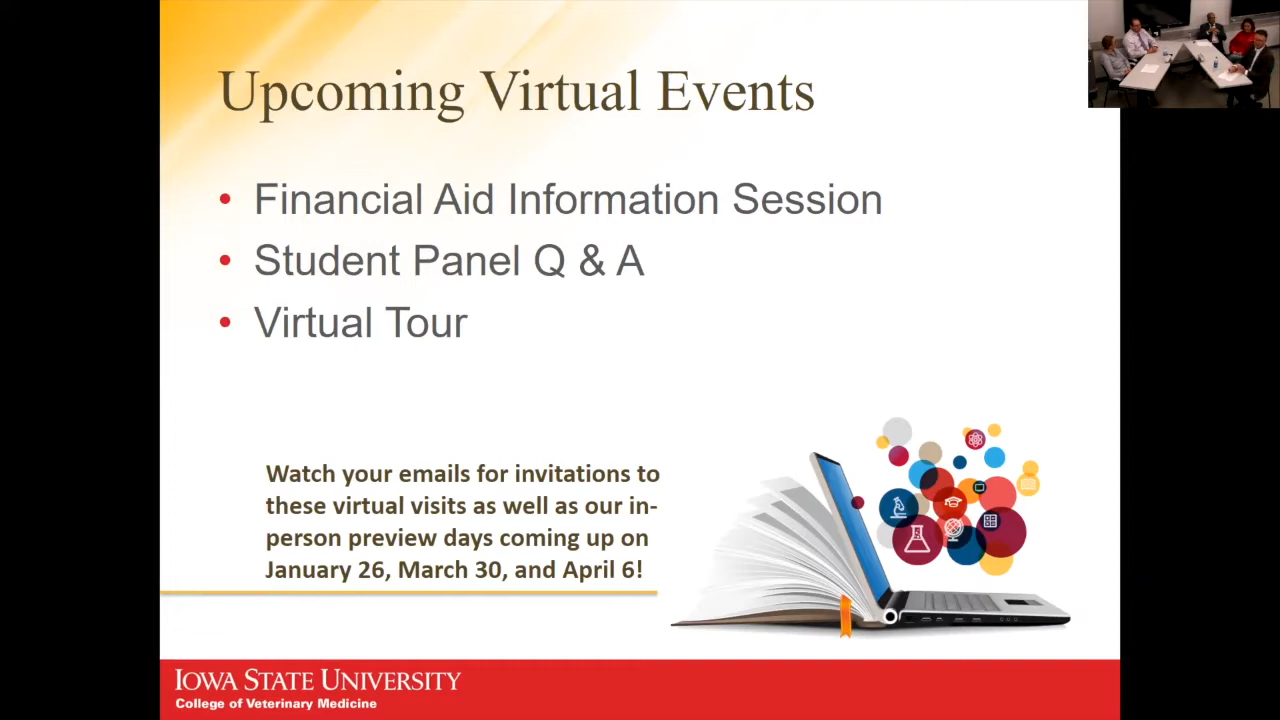 Upcoming Virtual Events
• Financial Aid Information Session
• Student Panel Q & A
• Virtual Tour
Watch your emails for invitations to
these virtual visits as well as our in-
person preview days coming up on
January 26, March 30, and April 6!
IOWA STATE UNIVERSITY
College of Veterinary Medicine